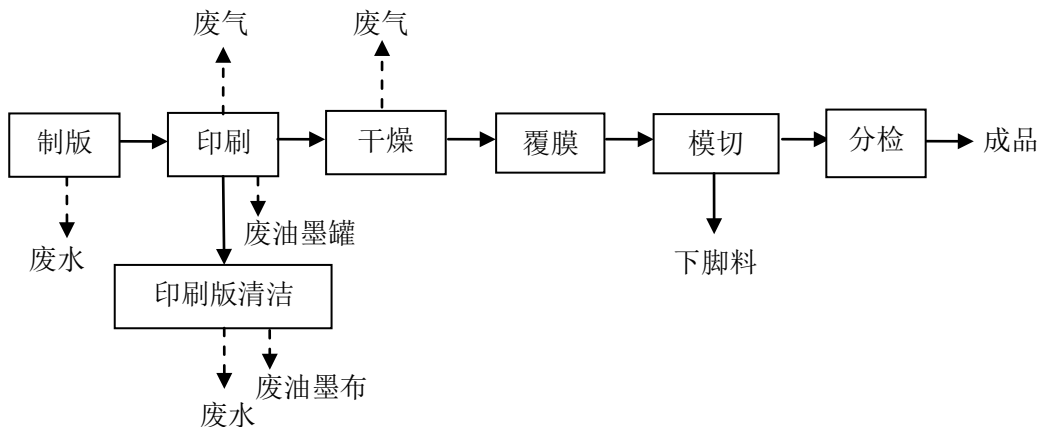 废气
废气
制版
印刷
干燥
覆膜
模切
分检
成品
废水
废油墨罐
下脚料
印刷版清洁
废油墨布
废水